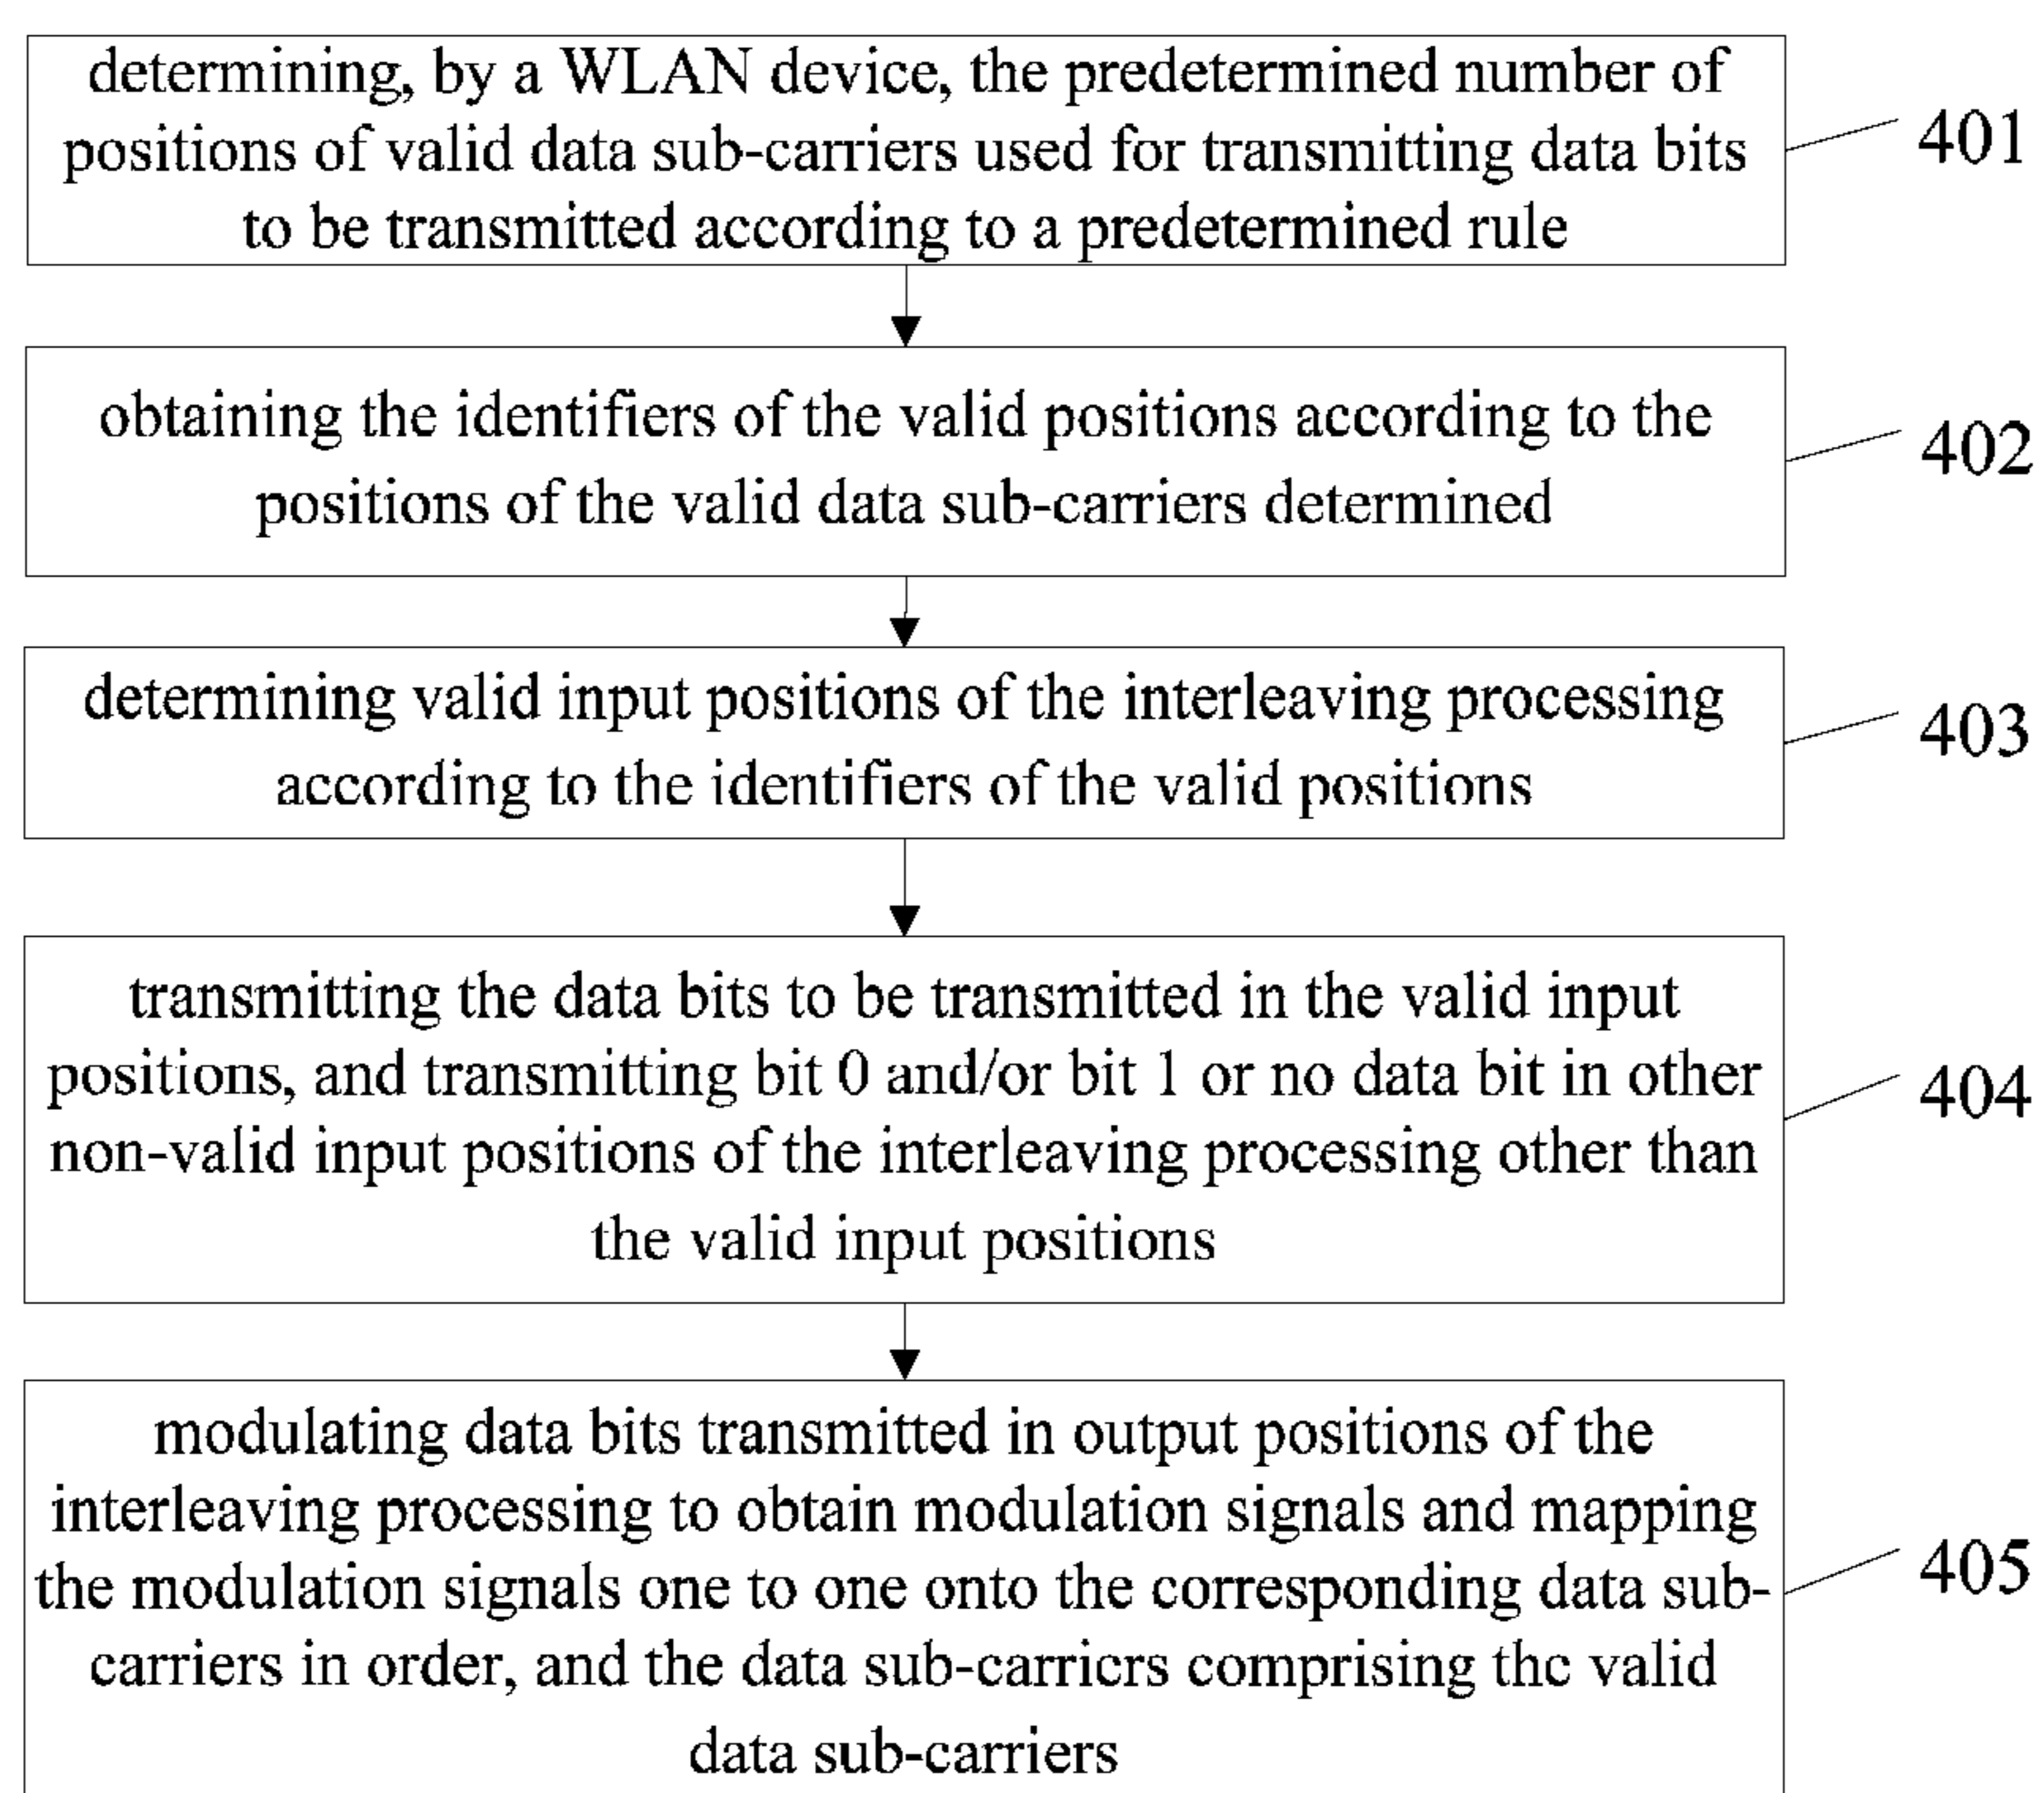 determining, by a WLAN device, the predetermined number of
positions of valid data sub-carriers used for transmitting data bits
to be transmitted according to a predetermined rule
401
obtaining the identifiers of the valid positions according to the
positions of the valid data sub-carriers determined
402
determining valid input positions of the interleaving processing
according to the identifiers of the valid positions
403
transmitting the data bits to be transmitted in the valid input
positions, and transmitting bit 0 and/or bit 1 or no data bit in other
non-valid input positions of the interleaving processing other than
the valid input positions
404
modulating data bits transmitted in output positions of the
interleaving processing to obtain modulation signals and mapping
the modulation signals one to one onto the corresponding data sub-
carriers in order, and the data sub-carriers comprising the valid
data sub-carriers
405